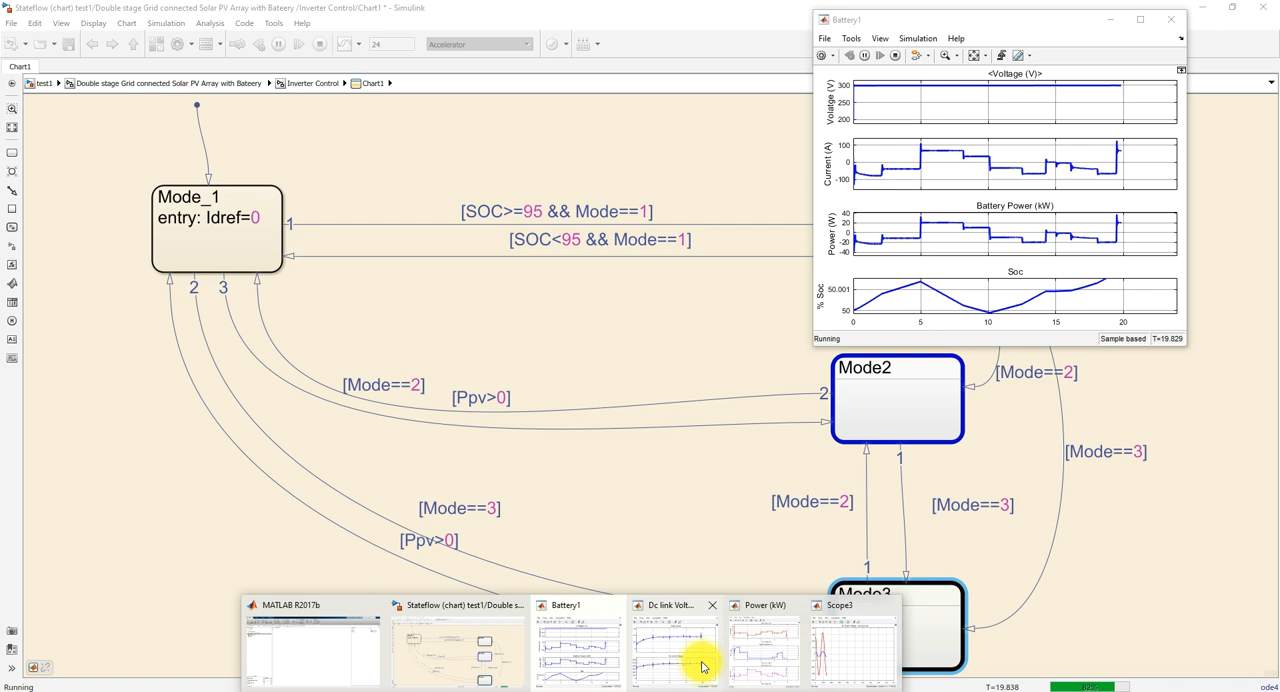 Stateflow (chart) test1/Double stage Grid connected Solar PV Array with Bateery /Inverter Control/Chart1 * - Simulink
File Edit View Display Chart Simulation Analysis Code Tools Help
24
Accelerator
Chart1
test1 Double stage Grid connected Solar PV Array with Bateery Inverter Control Chart1
Mode_1
entry: Idref=0
1
[SOC>=95 && Mode==1]
[SOC<95 && Mode==1]
2 3
[Mode==2]
[Ppv>0]
[Mode==3]
[Ppv>0]
Battery1
File Tools View Simulation Help
<Voltage (V)>
Volatge (V)
300
250
200
Current (A)
100
0
-100
Battery Power (kW)
Power (W)
40
20
0
-20
-40
Soc
% Soc
50.001
50
0 5 10 15 20
Running Sample based T=19.829
Mode2
2
[Mode==2]
[Mode==3]
1
[Mode==2]
[Mode==3]
1
Mode3
MATLAB R2017b
Stateflow (chart) test1/Double s...
Battery1
Dc link Volt...
Power (kW)
Scope3
Running
T=19.838
82%
ode4